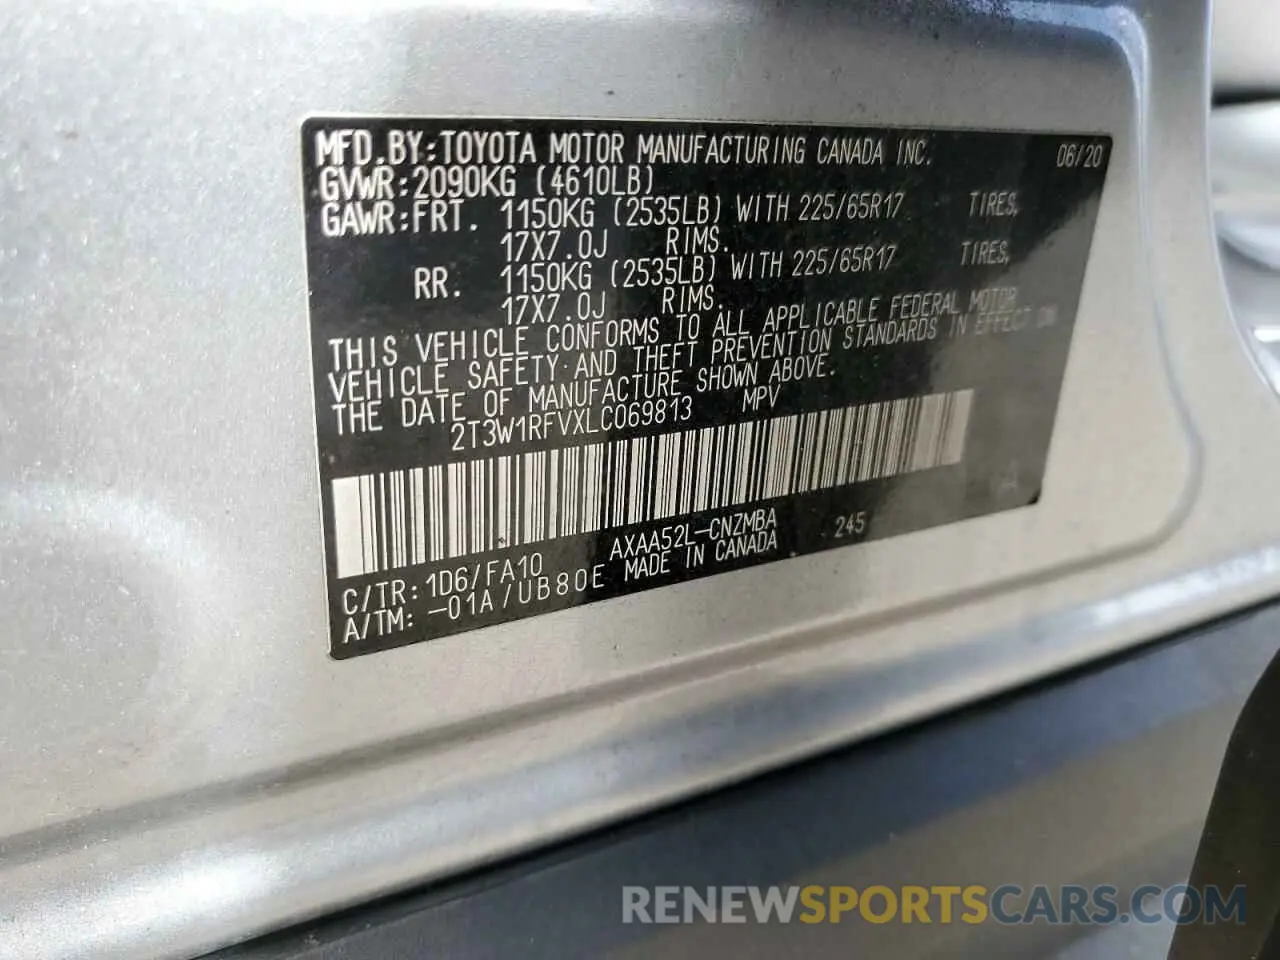 MFD.BY:TOYOTA MOTOR MANUFACTURING CANADA INC. 06/20
GVWR:2090KG (4610LB)
GAWR:FRT. 1150KG (2535LB) WITH 225/65R17 TIRES,
17X7.0J RIMS.
RR. 1150KG (2535LB) WITH 225/65R17 TIRES,
17X7.0J RIMS.
THIS VEHICLE CONFORMS TO ALL APPLICABLE FEDERAL MOTOR
VEHICLE SAFETY AND THEFT PREVENTION STANDARDS IN EFFECT ON
THE DATE OF MANUFACTURE SHOWN ABOVE.
2T3W1RFVXLC069813 MPV
C/TR:1D6/FA10 AXAA52L-CNZMBA 245
A/TM:-01A/UB80E MADE IN CANADA
RENEWSPORTSCARS.COM